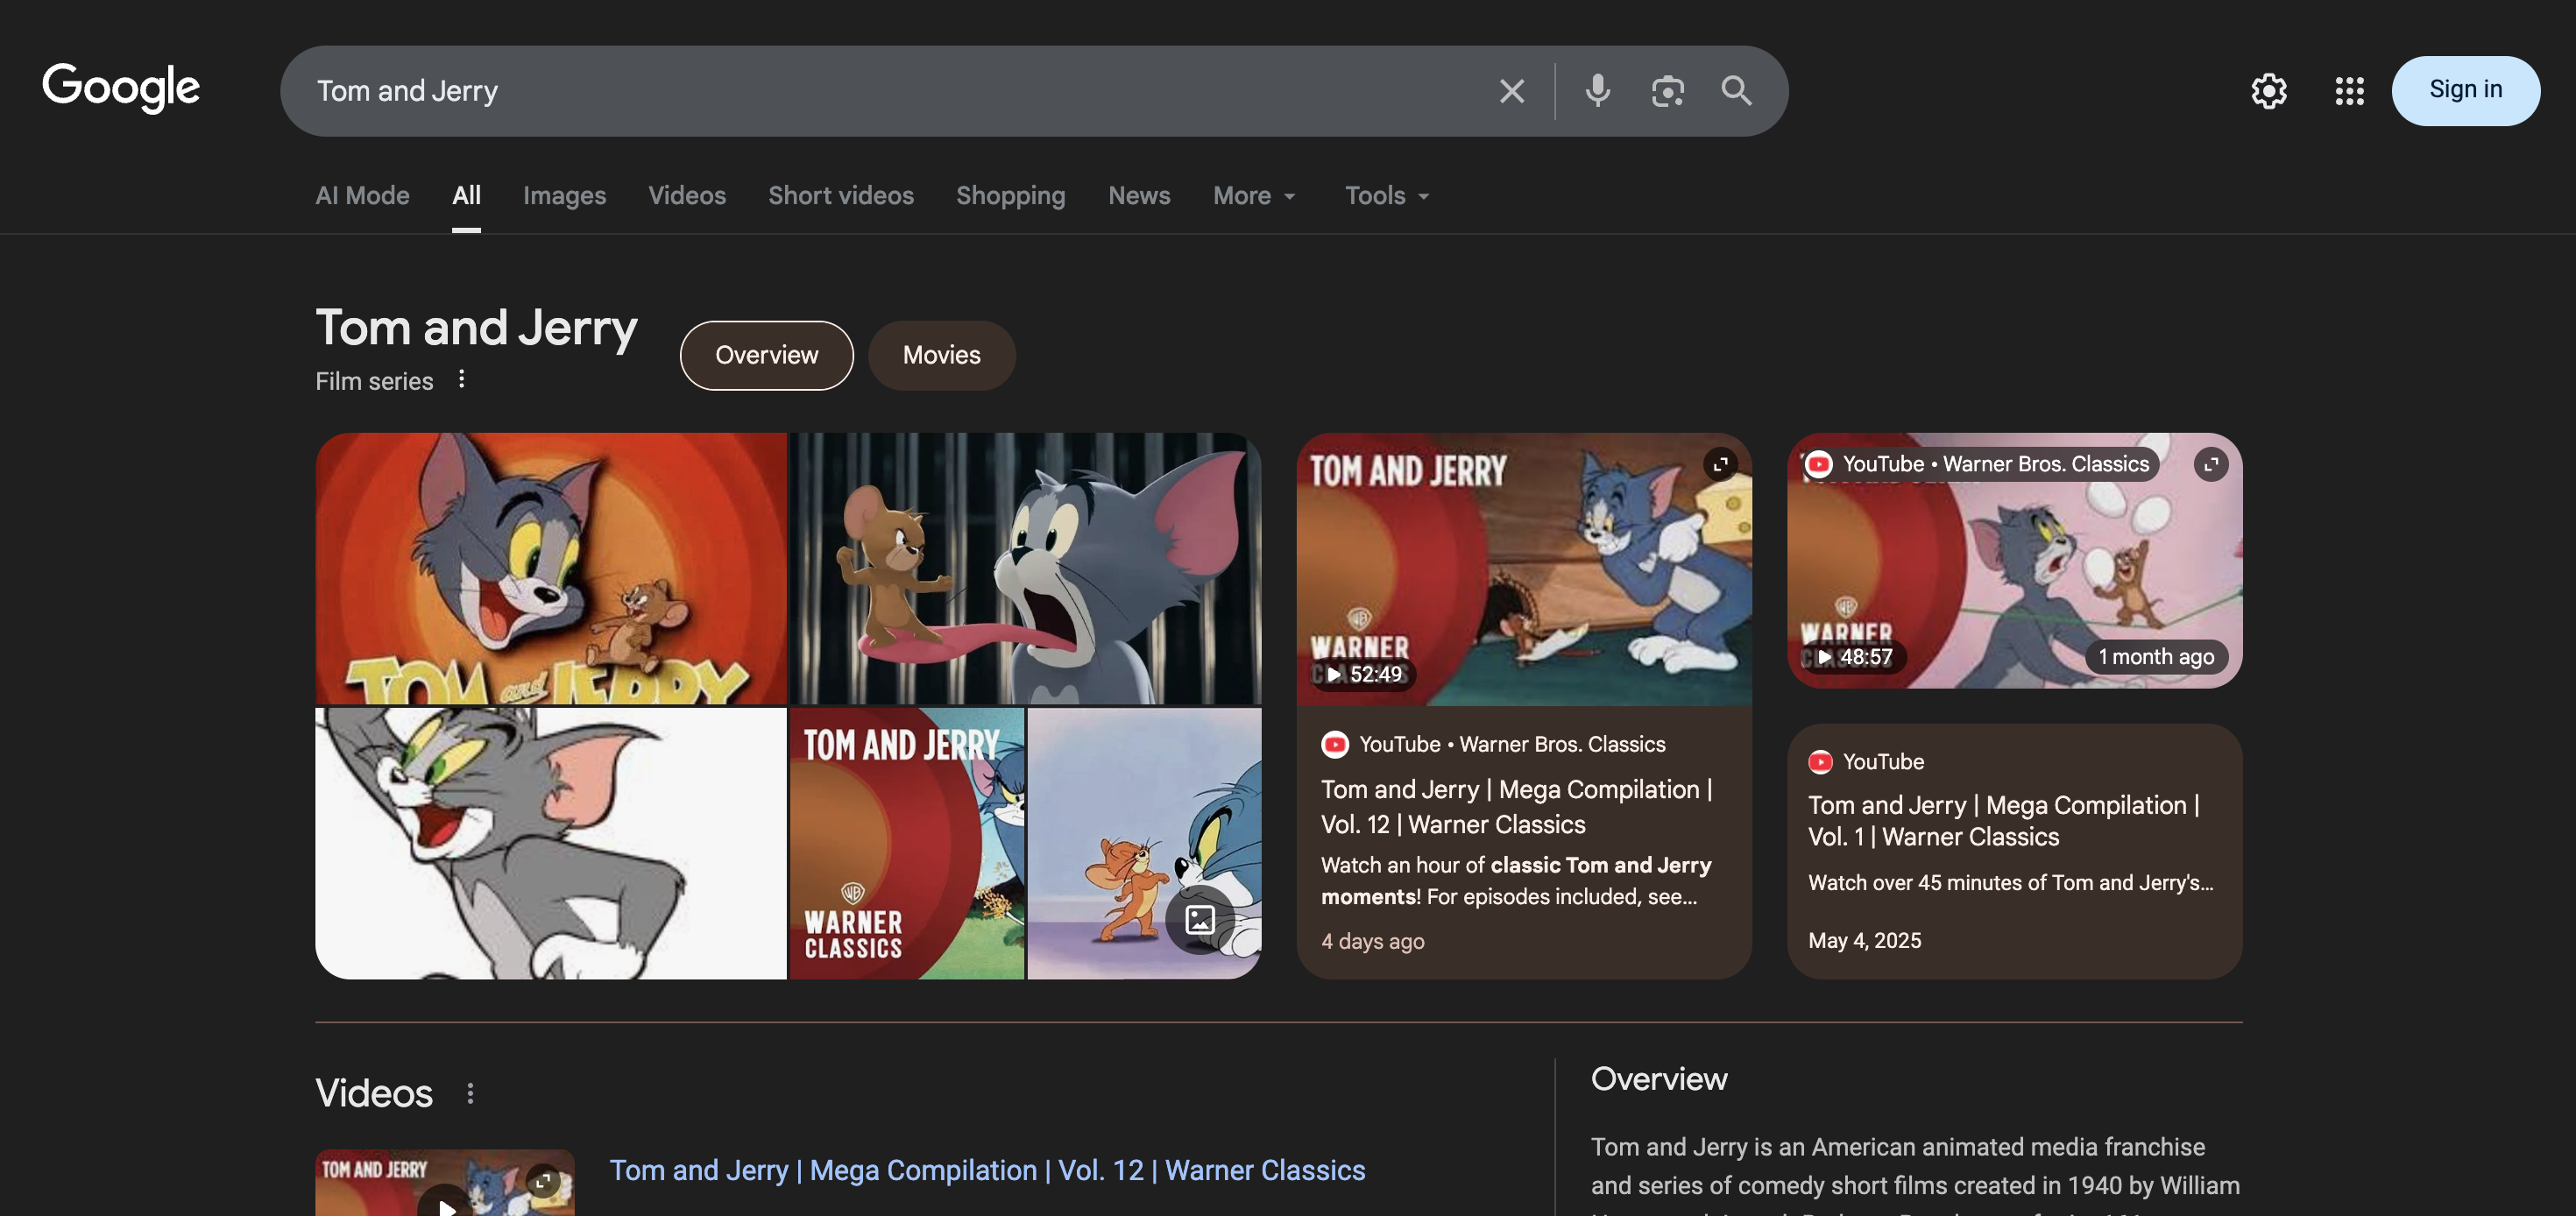 Google
Tom and Jerry
Sign in
AI Mode
All
Images
Videos
Short videos
Shopping
News
More
Tools
Tom and Jerry
Film series
Overview
Movies
TOM and JERRY
TOM AND JERRY
WB
WARNER
CLASSICS
TOM AND JERRY
WB
WARNER
CLASSICS
52:49
YouTube • Warner Bros. Classics
Tom and Jerry | Mega Compilation |
Vol. 12 | Warner Classics
Watch an hour of classic Tom and Jerry
moments! For episodes included, see...
4 days ago
YouTube • Warner Bros. Classics
WB
WARNER
CLASSICS
48:57
1 month ago
YouTube
Tom and Jerry | Mega Compilation |
Vol. 1 | Warner Classics
Watch over 45 minutes of Tom and Jerry's...
May 4, 2025
Videos
TOM AND JERRY
Tom and Jerry | Mega Compilation | Vol. 12 | Warner Classics
Overview
Tom and Jerry is an American animated media franchise
and series of comedy short films created in 1940 by William